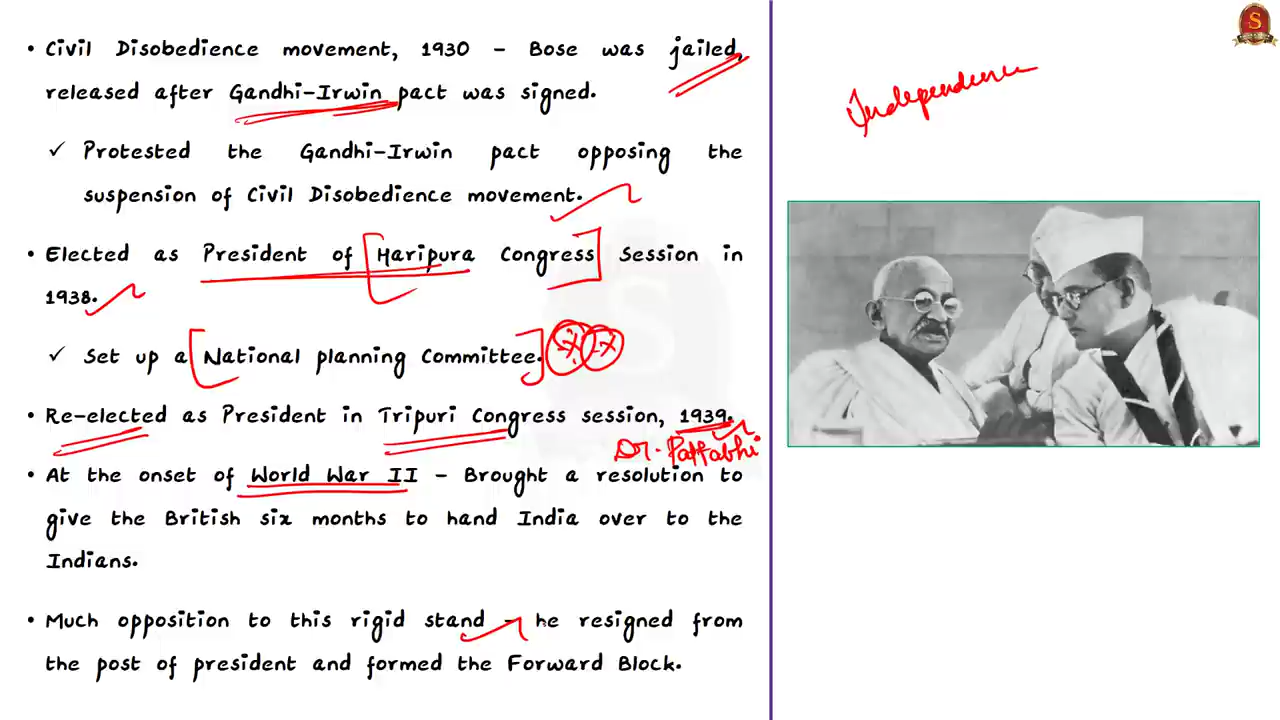 • Civil Disobedience movement, 1930 – Bose was jailed,
released after Gandhi-Irwin pact was signed.
✓ Protested the Gandhi-Irwin pact opposing the
suspension of Civil Disobedience movement.
• Elected as President of Haripura Congress Session in
1938.
✓ Set up a National planning Committee.
• Re-elected as President in Tripuri Congress session, 1939.
Dr. Pattabhi
• At the onset of World War II – Brought a resolution to
give the British six months to hand India over to the
Indians.
• Much opposition to this rigid stand – he resigned from
the post of president and formed the Forward Block.
Independence
S